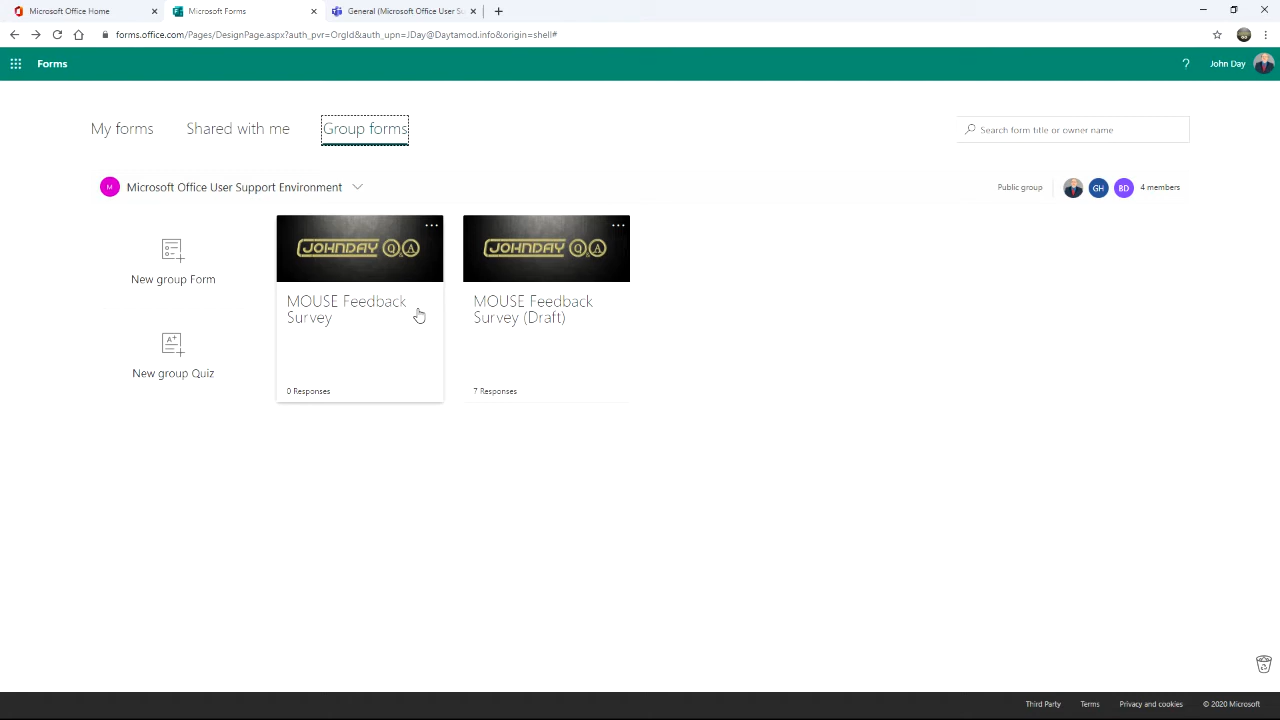 Microsoft Office Home
Microsoft Forms
General (Microsoft Office User Su
forms.office.com/Pages/DesignPage.aspx?auth_pvr=OrgId&auth_upn=JDay@Daytamod.info&origin=shell#
Forms
?
John Day
My forms
Shared with me
Group forms
Search form title or owner name
M
Microsoft Office User Support Environment
Public group
GH
BD
4 members
New group Form
A+
New group Quiz
JOHNDAY Q&A
MOUSE Feedback
Survey
0 Responses
JOHNDAY Q&A
MOUSE Feedback
Survey (Draft)
7 Responses
Third Party
Terms
Privacy and cookies
© 2020 Microsoft